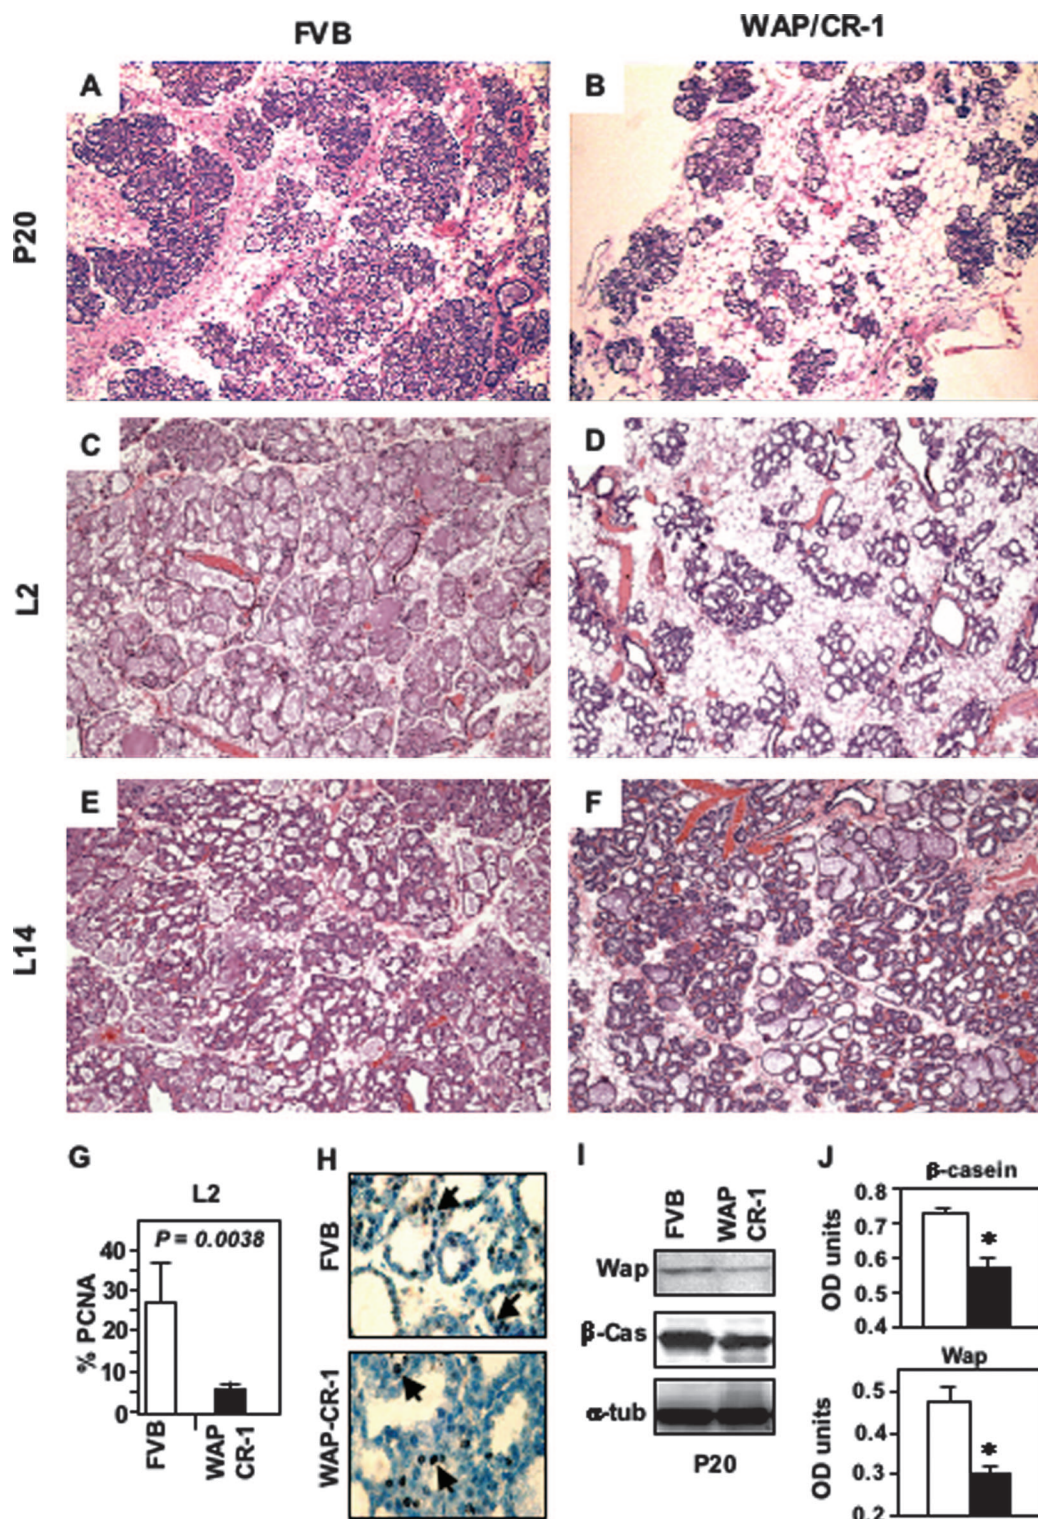 FVB
WAP/CR-1
P20
A
B
L2
C
D
L14
E
F
G
L2
P = 0.0038
% PCNA
40
30
20
10
0
FVB
WAP
CR-1
H
FVB
WAP-CR-1
I
FVB
WAP
CR-1
Wap
β-Cas
α-tub
P20
J
β-casein
OD units
0.8
0.7
0.6
0.5
0.4
*
Wap
OD units
0.5
0.4
0.3
0.2
*